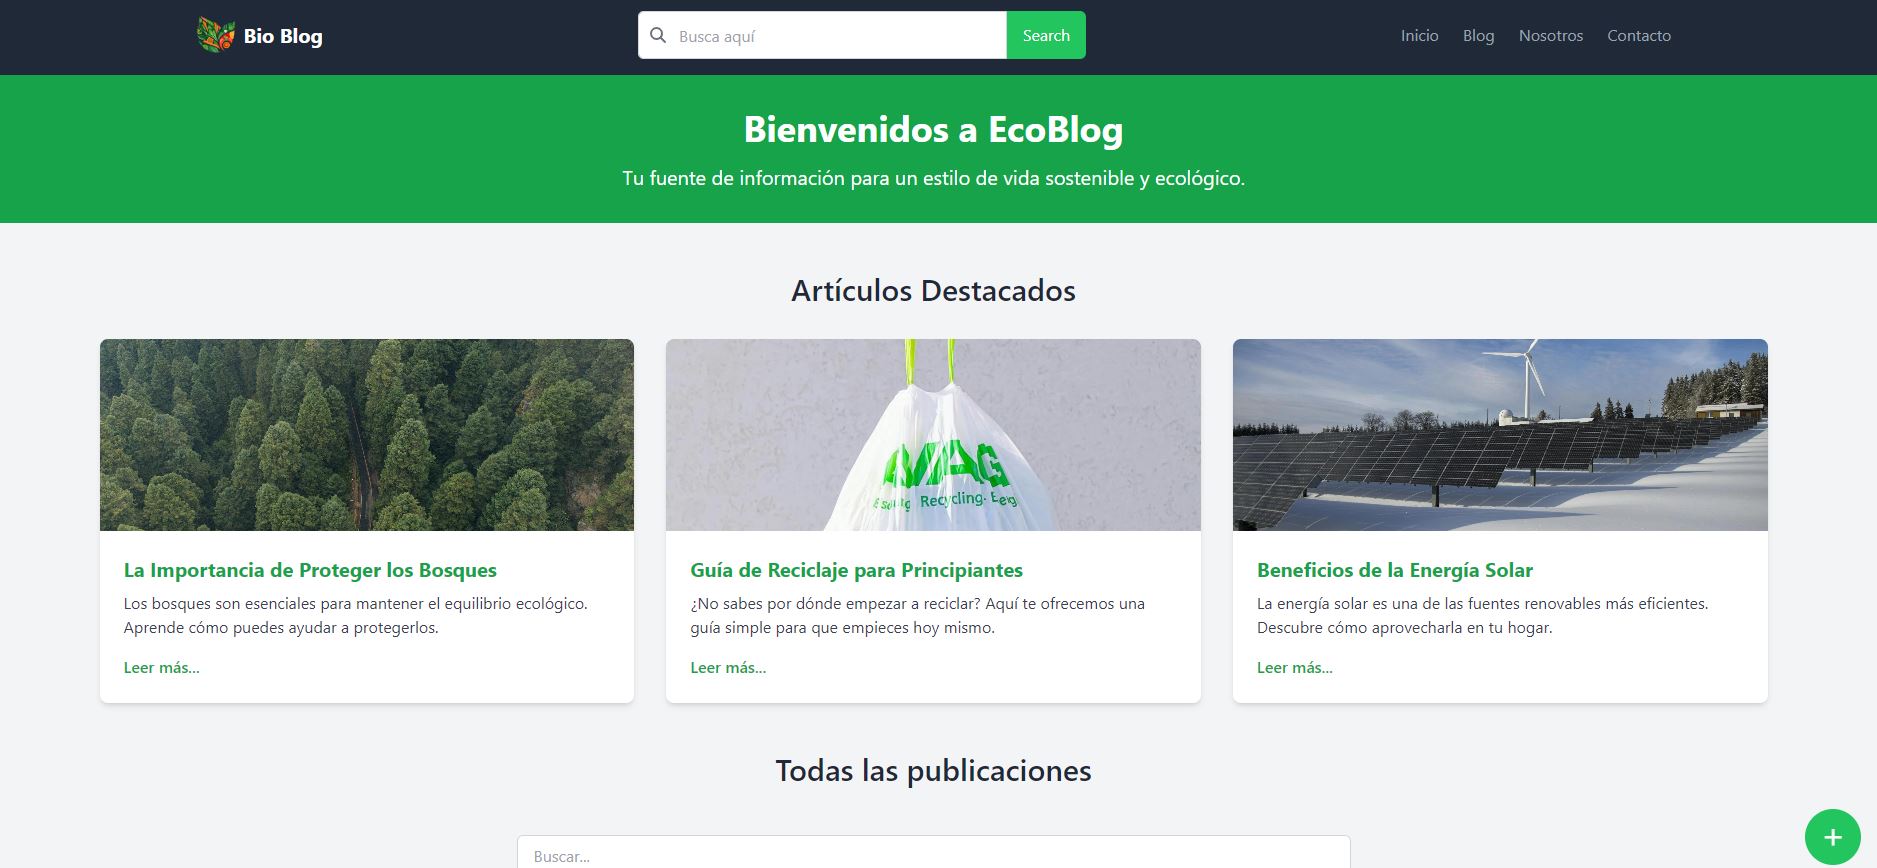 Bio Blog
Busca aquí
Search
Inicio
Blog
Nosotros
Contacto
Bienvenidos a EcoBlog
Tu fuente de información para un estilo de vida sostenible y ecológico.
Artículos Destacados
Recycling.
La Importancia de Proteger los Bosques
Los bosques son esenciales para mantener el equilibrio ecológico.
Aprende cómo puedes ayudar a protegerlos.
Leer más...
Guía de Reciclaje para Principiantes
¿No sabes por dónde empezar a reciclar? Aquí te ofrecemos una
guía simple para que empieces hoy mismo.
Leer más...
Beneficios de la Energía Solar
La energía solar es una de las fuentes renovables más eficientes.
Descubre cómo aprovecharla en tu hogar.
Leer más...
Todas las publicaciones
Buscar...
+